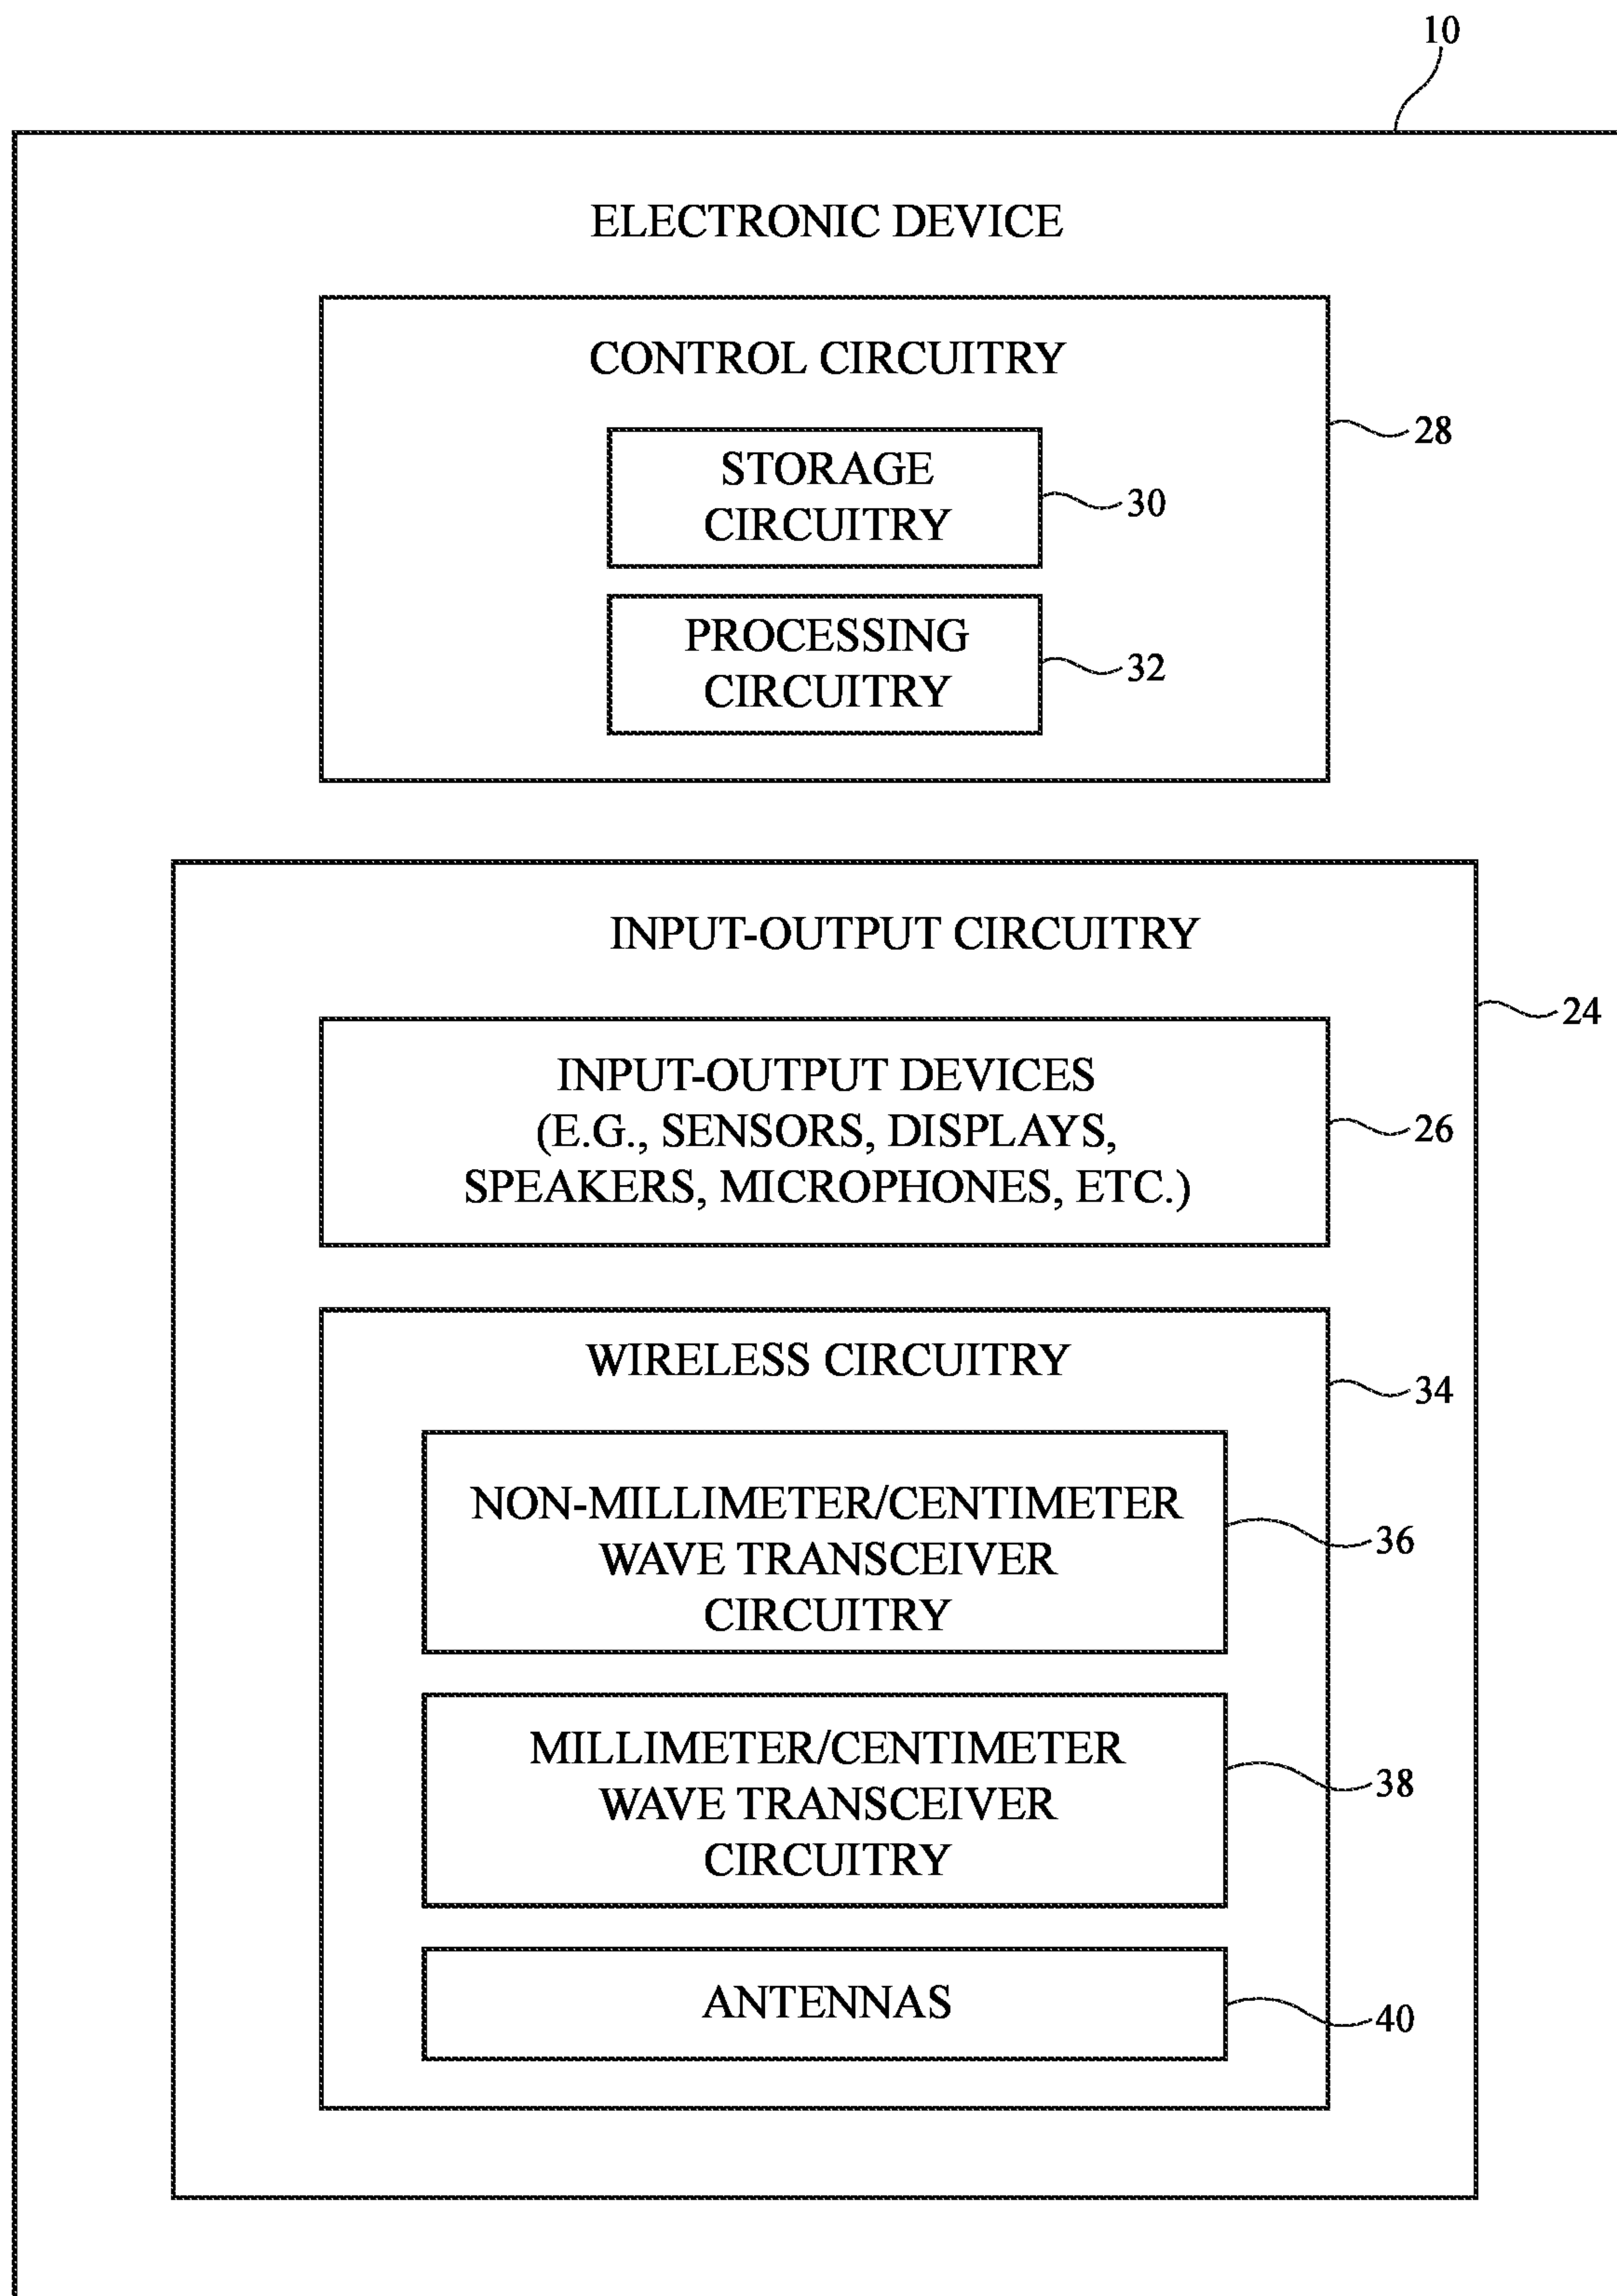 10
ELECTRONIC DEVICE
CONTROL CIRCUITRY
28
STORAGE
CIRCUITRY
30
PROCESSING
CIRCUITRY
32
INPUT-OUTPUT CIRCUITRY
24
INPUT-OUTPUT DEVICES
(E.G., SENSORS, DISPLAYS,
SPEAKERS, MICROPHONES, ETC.)
26
WIRELESS CIRCUITRY
34
NON-MILLIMETER/CENTIMETER
WAVE TRANSCEIVER
CIRCUITRY
36
MILLIMETER/CENTIMETER
WAVE TRANSCEIVER
CIRCUITRY
38
ANTENNAS
40